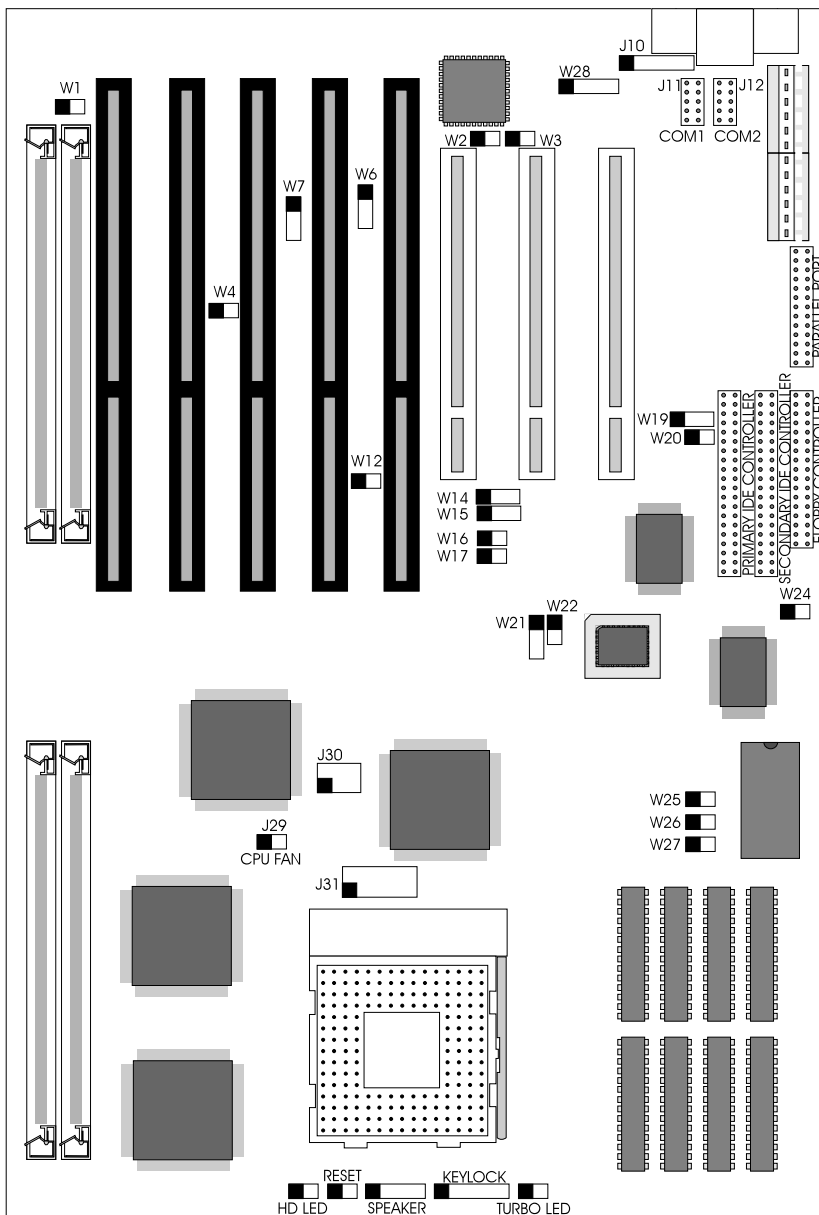 J10
W28
W1
J11
J12
COM1
COM2
W2
W3
W6
W7
PARALLEL PORT
W4
W19
W20
PRIMARY IDE CONTROLLER
SECONDARY IDE CONTROLLER
FLOPPY CONTROLLER
W12
W14
W15
W16
W17
W24
W22
W21
J30
W25
W26
W27
J29
CPU FAN
J31
RESET
KEYLOCK
HD LED
SPEAKER
TURBO LED